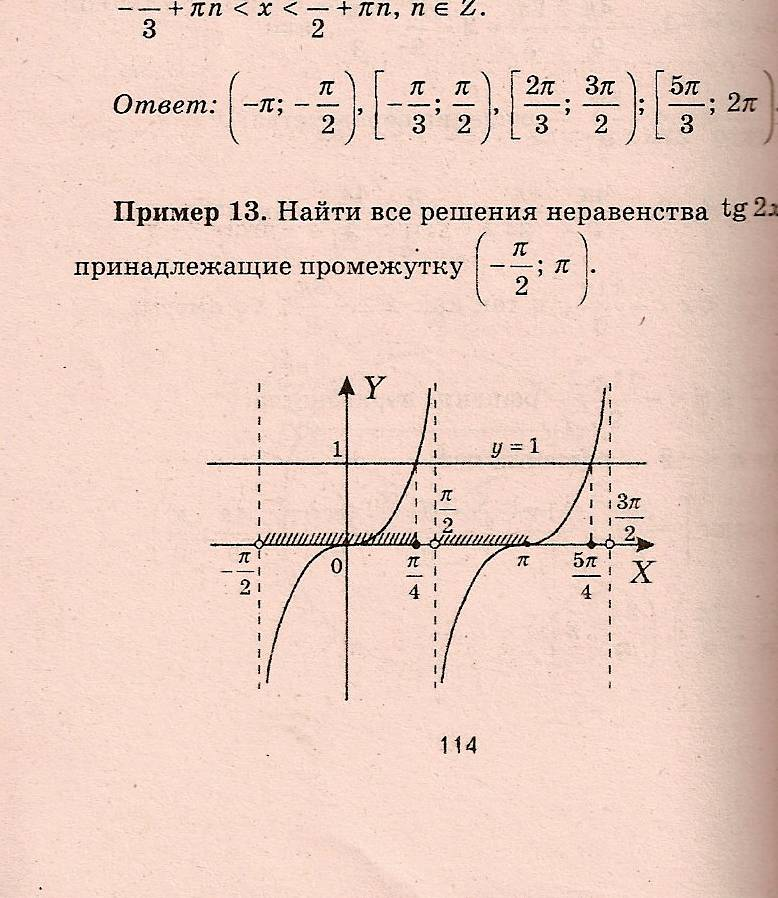 -π/3 + πn < x < π/2 + πn, n ∈ Z.
Ответ: (-π; -π/2), [-π/3; π/2), [2π/3; 3π/2); [5π/3; 2π)
Пример 13. Найти все решения неравенства tg 2x
принадлежащие промежутку (-π/2; π).
Y
1
y = 1
π/2
3π/2
-π/2
0
π/4
π
5π/4
X
114